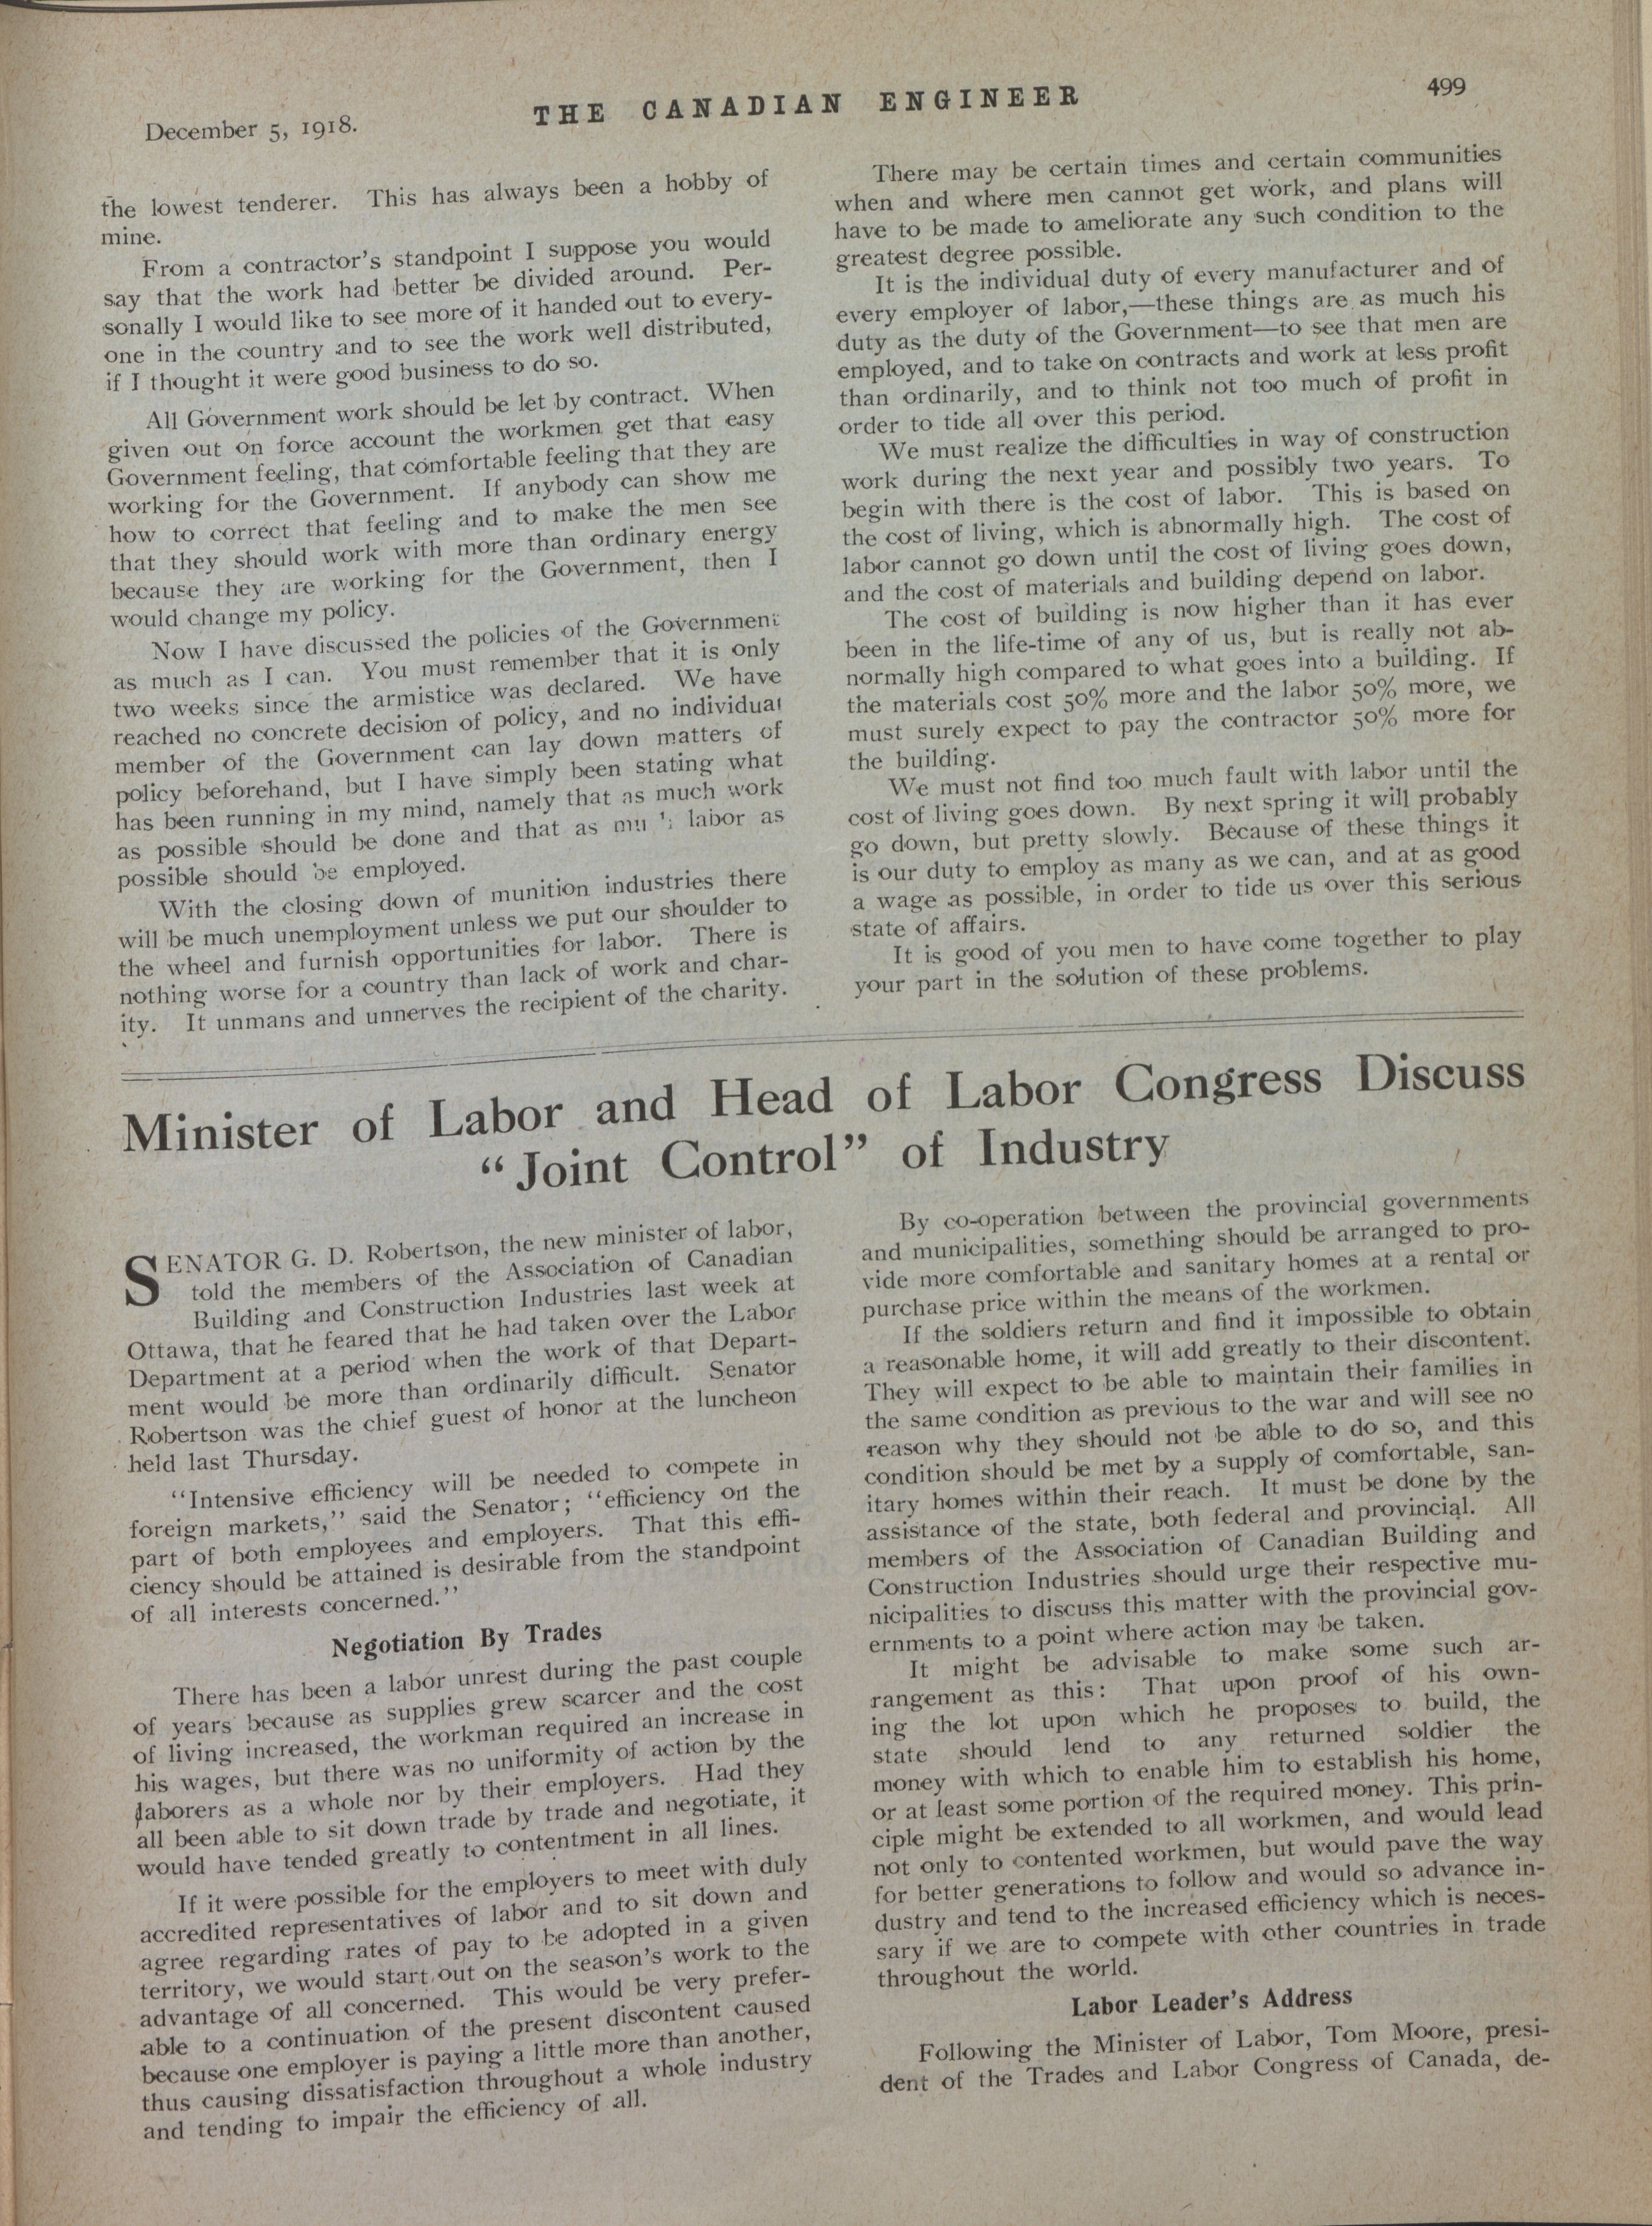 December 5, 1918.
THE CANADIAN ENGINEER
499
the lowest tenderer. This has always been a hobby of
mine.
From a contractor's standpoint I suppose you would
say that the work had better be divided around. Per-
sonally I would like to see more of it handed out to every-
one in the country and to see the work well distributed,
if I thought it were good business to do so.
All Government work should be let by contract. When
given out on force account the workmen get that easy
Government feeling, that comfortable feeling that they are
working for the Government. If anybody can show me
how to correct that feeling and to make the men see
that they should work with more than ordinary energy
because they are working for the Government, then I
would change my policy.
Now I have discussed the policies of the Government
as much as I can. You must remember that it is only
two weeks since the armistice was declared. We have
reached no concrete decision of policy, and no individual
member of the Government can lay down matters of
policy beforehand, but I have simply been stating what
has been running in my mind, namely that as much work
as possible should be done and that as labor as
possible should be employed.
With the closing down of munition industries there
will be much unemployment unless we put our shoulder to
the wheel and furnish opportunities for labor. There is
nothing worse for a country than lack of work and char-
ity. It unmans and unnerves the recipient of the charity.
There may be certain times and certain communities
when and where men cannot get work, and plans will
have to be made to ameliorate any such condition to the
greatest degree possible.
It is the individual duty of every manufacturer and of
every employer of labor,—these things are as much his
duty as the duty of the Government—to see that men are
employed, and to take on contracts and work at less profit
than ordinarily, and to think not too much of profit in
order to tide all over this period.
We must realize the difficulties in way of construction
work during the next year and possibly two years. To
begin with there is the cost of labor. This is based on
the cost of living, which is abnormally high. The cost of
labor cannot go down until the cost of living goes down,
and the cost of materials and building depend on labor.
The cost of building is now higher than it has ever
been in the life-time of any of us, but is really not ab-
normally high compared to what goes into a building. If
the materials cost 50% more and the labor 50% more, we
must surely expect to pay the contractor 50% more for
the building.
We must not find too much fault with labor until the
cost of living goes down. By next spring it will probably
go down, but pretty slowly. Because of these things it
is our duty to employ as many as we can, and at as good
a wage as possible, in order to tide us over this serious
state of affairs.
It is good of you men to have come together to play
your part in the solution of these problems.
Minister of Labor and Head of Labor Congress Discuss
"Joint Control" of Industry
SENATOR G. D. Robertson, the new minister of labor,
told the members of the Association of Canadian
Building and Construction Industries last week at
Ottawa, that he feared that he had taken over the Labor
Department at a period when the work of that Depart-
ment would be more than ordinarily difficult. Senator
Robertson was the chief guest of honor at the luncheon
held last Thursday.
"Intensive efficiency will be needed to compete in
foreign markets," said the Senator; "efficiency on the
part of both employees and employers. That this effi-
ciency should be attained is desirable from the standpoint
of all interests concerned."
Negotiation By Trades
There has been a labor unrest during the past couple
of years because as supplies grew scarcer and the cost
of living increased, the workman required an increase in
his wages, but there was no uniformity of action by the
laborers as a whole nor by their employers. Had they
all been able to sit down trade by trade and negotiate, it
would have tended greatly to contentment in all lines.
If it were possible for the employers to meet with duly
accredited representatives of labor and to sit down and
agree regarding rates of pay to be adopted in a given
territory, we would start out on the season's work to the
advantage of all concerned. This would be very prefer-
able to a continuation of the present discontent caused
because one employer is paying a little more than another,
thus causing dissatisfaction throughout a whole industry
and tending to impair the efficiency of all.
By co-operation between the provincial governments
and municipalities, something should be arranged to pro-
vide more comfortable and sanitary homes at a rental or
purchase price within the means of the workmen.
If the soldiers return and find it impossible to obtain
a reasonable home, it will add greatly to their discontent.
They will expect to be able to maintain their families in
the same condition as previous to the war and will see no
reason why they should not be able to do so, and this
condition should be met by a supply of comfortable, san-
itary homes within their reach. It must be done by the
assistance of the state, both federal and provincial. All
members of the Association of Canadian Building and
Construction Industries should urge their respective mu-
nicipalities to discuss this matter with the provincial gov-
ernments to a point where action may be taken.
It might be advisable to make some such ar-
rangement as this: That upon proof of his own-
ing the lot upon which he proposes to build, the
state should lend to any returned soldier the
money with which to enable him to establish his home,
or at least some portion of the required money. This prin-
ciple might be extended to all workmen, and would lead
not only to contented workmen, but would pave the way
for better generations to follow and would so advance in-
dustry and tend to the increased efficiency which is neces-
sary if we are to compete with other countries in trade
throughout the world.
Labor Leader's Address
Following the Minister of Labor, Tom Moore, presi-
dent of the Trades and Labor Congress of Canada, de-